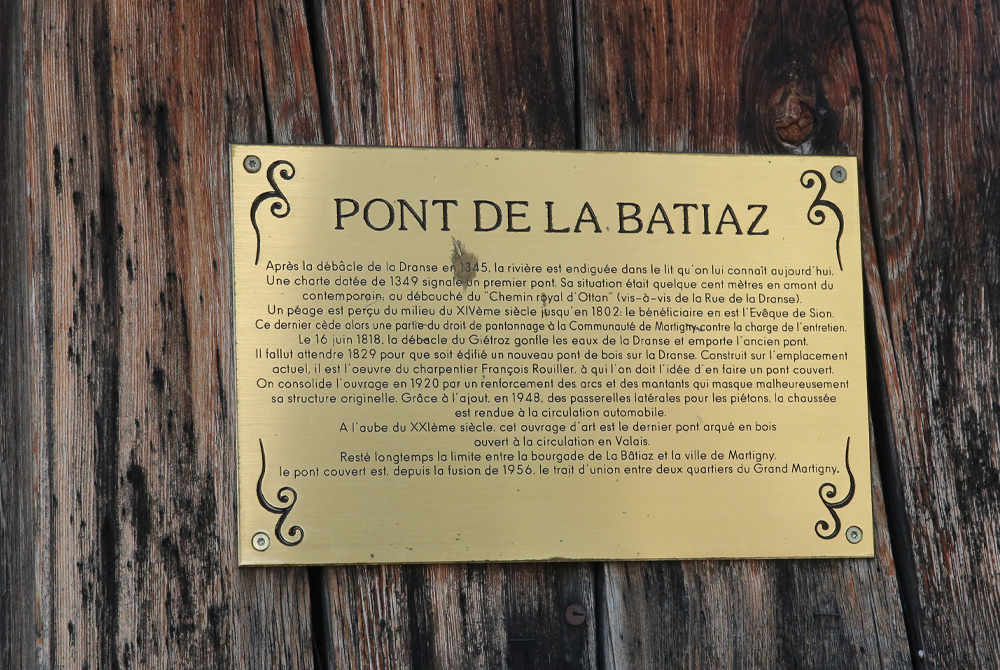 PONT DE LA BATIAZ
Après la débâcle de la Dranse en 1345, la rivière est endiguée dans le lit qu'on lui connaît aujourd'hui.
Une charte datée de 1349 signale un premier pont. Sa situation était quelque cent mètres en amont du
contemporain, au débouché du "Chemin royal d'Otton" (vis-à-vis de la Rue de la Dranse).
Un péage est perçu du milieu du XIVème siècle jusqu'en 1802; le bénéficiaire en est l'Evêque de Sion.
Ce dernier cède alors une partie du droit de pontonnage à la Communauté de Martigny contre la charge de l'entretien.
Le 16 juin 1818, la débacle du Giétroz gonfle les eaux de la Dranse et emporte l'ancien pont.
Il fallut attendre 1829 pour que soit édifié un nouveau pont de bois sur la Dranse. Construit sur l'emplacement
actuel, il est l'oeuvre du charpentier François Rouiller, à qui l'on doit l'idée d'en faire un pont couvert.
On consolide l'ouvrage en 1920 par un renforcement des arcs et des montants qui masque malheureusement
sa structure originelle. Grâce à l'ajout, en 1948, des passerelles latérales pour les piétons, la chaussée
est rendue à la circulation automobile.
A l'aube du XXIème siècle, cet ouvrage d'art est le dernier pont arqué en bois
ouvert à la circulation en Valais.
Resté longtemps la limite entre la bourgade de La Bâtiaz et la ville de Martigny,
le pont couvert est, depuis la fusion de 1956, le trait d'union entre deux quartiers du Grand Martigny.